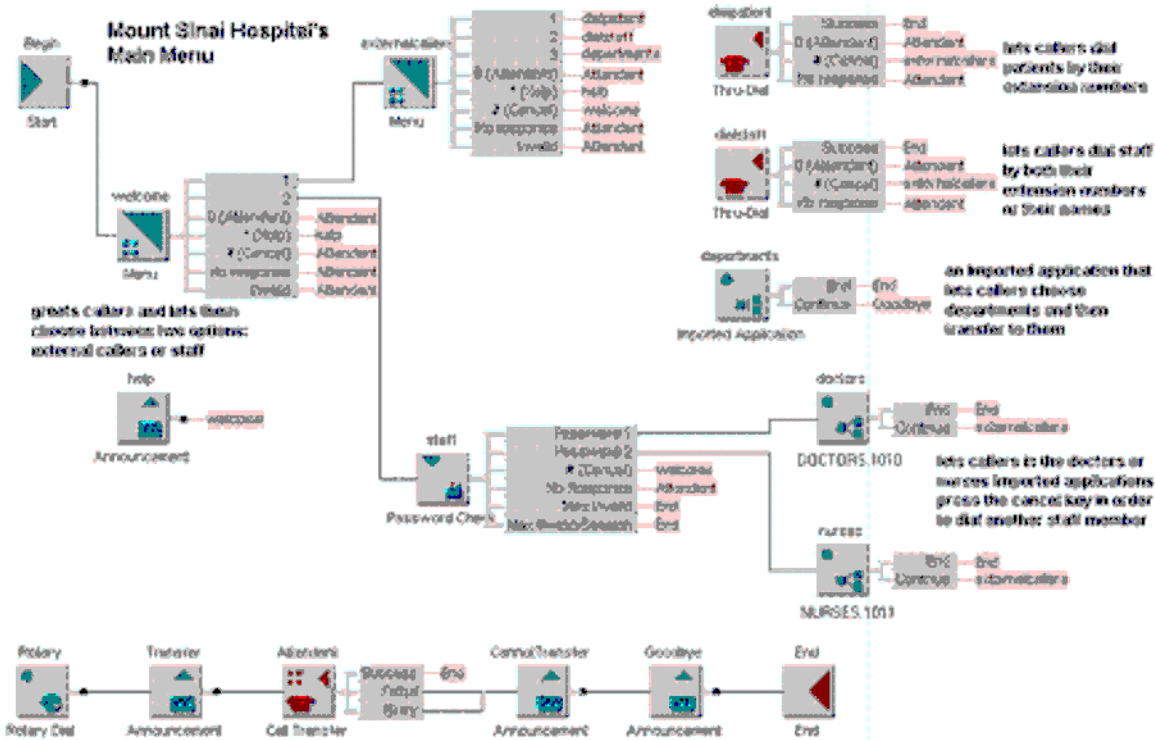 Mount Sinai Hospital's
Main Menu
Begin
Start
externalcallers
Menu
1
2
3
0 (Attendant)
* (Help)
# (Cancel)
No Response
Invalid
dialpatient
dialstaff
departments
Attendant
help
welcome
Attendant
Attendant
dialpatient
Thru-Dial
Success
0 (Attendant)
# (Cancel)
No Response
End
Attendant
externalcallers
Attendant
lets callers dial
patients by their
extension numbers
dialstaff
Thru-Dial
Success
0 (Attendant)
# (Cancel)
No Response
End
Attendant
externalcallers
Attendant
lets callers dial staff
by both their
extension numbers
or their names
welcome
Menu
1
2
0 (Attendant)
* (Help)
# (Cancel)
No Response
Invalid
Attendant
help
Attendant
Attendant
Attendant
greets callers and lets them
choose between two options:
external callers or staff
departments
Imported Application
End
Continue
End
Goodbye
an imported application that
lets callers choose
departments and then
transfer to them
help
Announcement
welcome
staff
Password Check
Password 1
Password 2
# (Cancel)
No Response
Max Invalid
welcome
Attendant
End
End
doctors
DOCTORS.1010
End
Continue
End
externalcallers
lets callers in the doctors or
nurses imported applications
press the cancel key in order
to dial another staff member
nurses
NURSES.1011
End
Continue
End
externalcallers
Rotary
Rotary Dial
Transfer
Announcement
Attendant
Call Transfer
Success
End
Busy
CannotTransfer
Announcement
Goodbye
Announcement
End
End